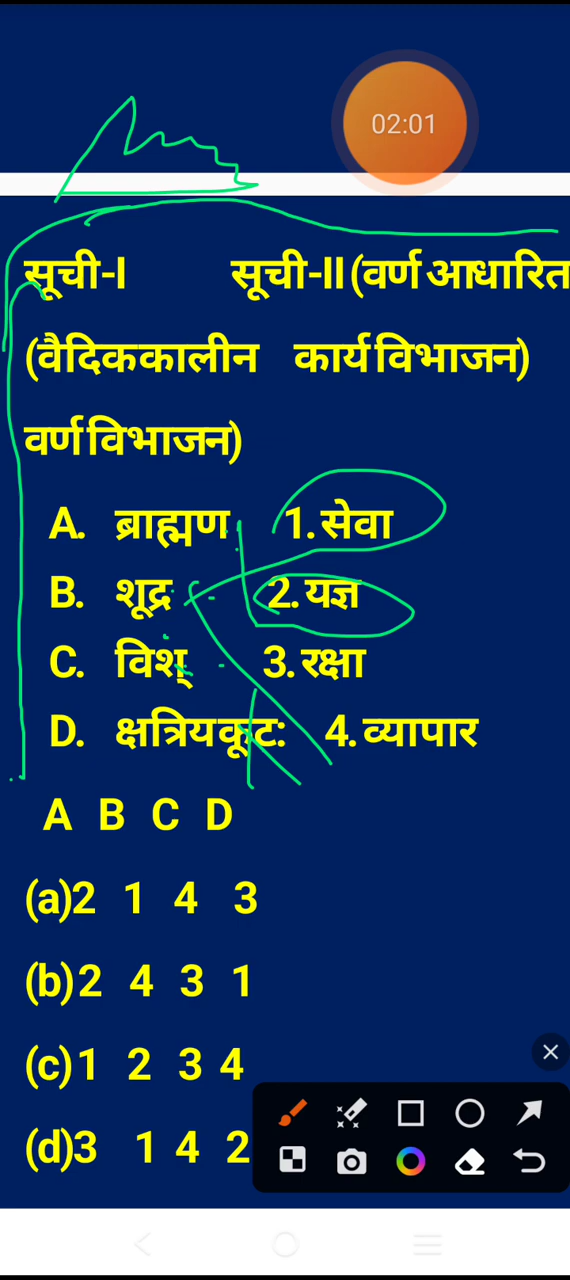 02:01
सूची-I सूची-II (वर्ण आधारित
(वैदिककालीन कार्य विभाजन)
वर्ण विभाजन)
A. ब्राह्मण 1. सेवा
B. शूद्र - 2. यज्ञ
C. विश् - 3. रक्षा
D. क्षत्रियकूट: 4. व्यापार
A B C D
(a)2 1 4 3
(b)2 4 3 1
(c)1 2 3 4
(d)3 1 4 2